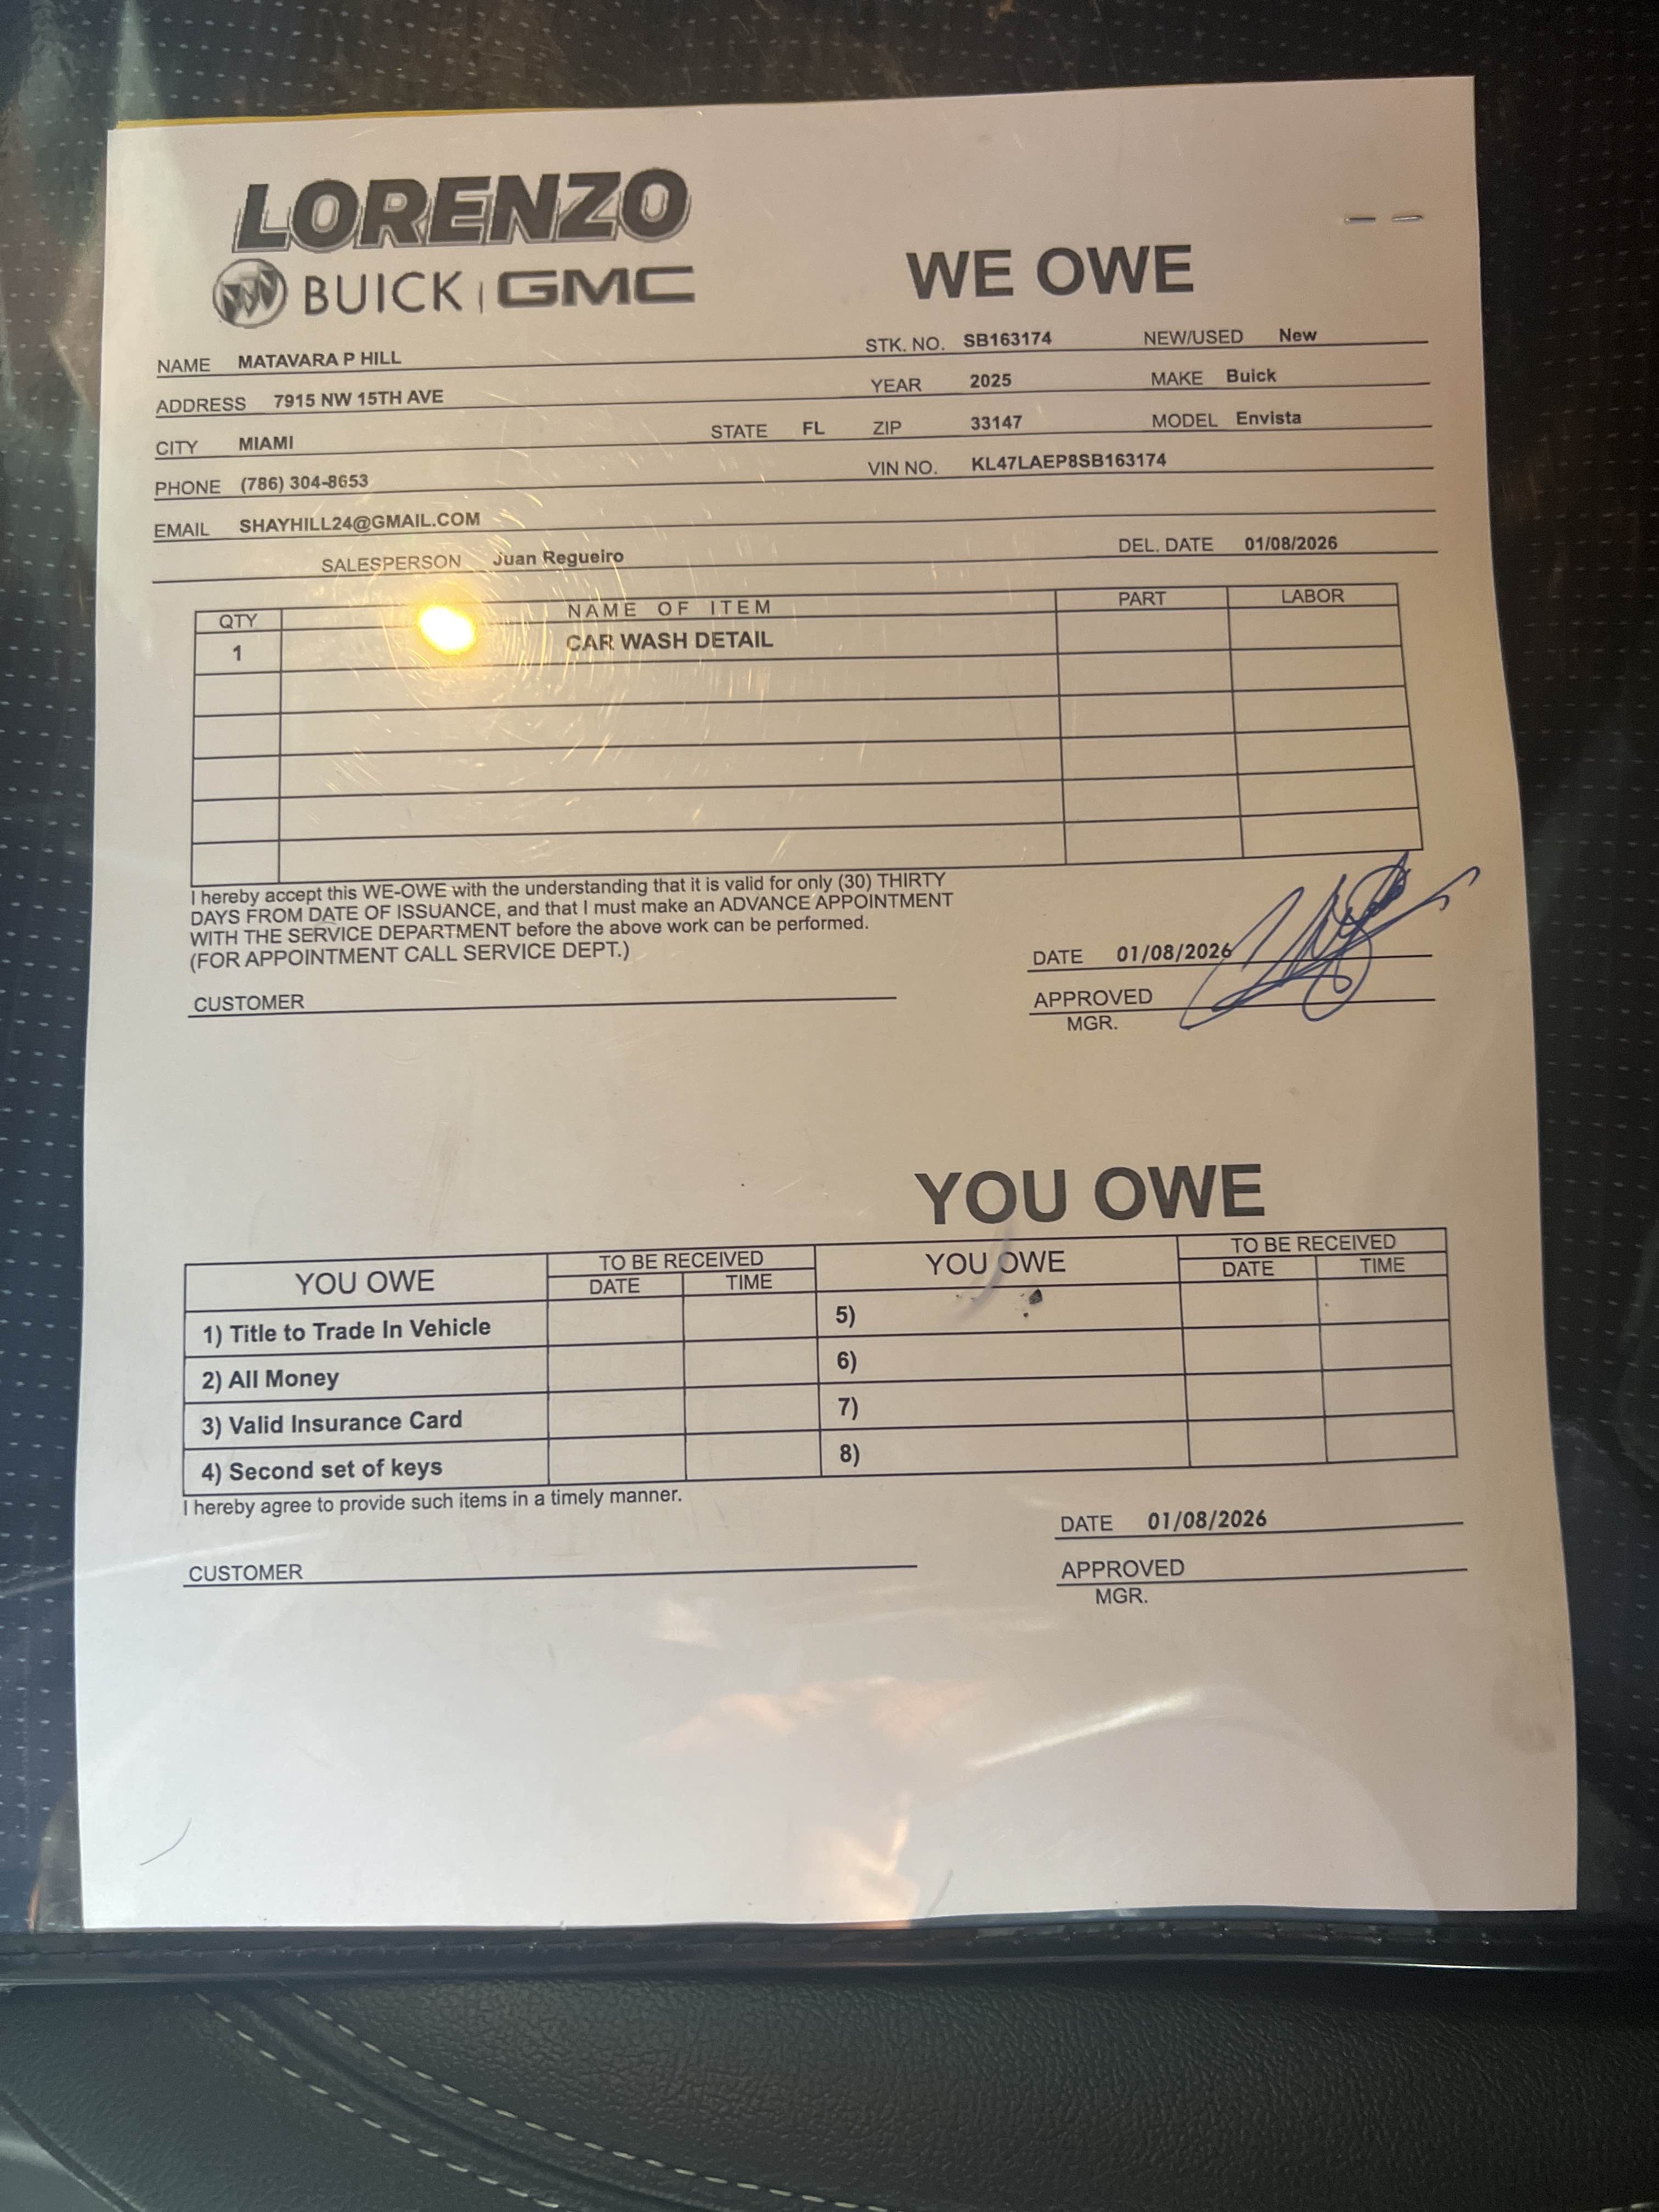 LORENZO
BUICK | GMC
WE OWE
NAME MATAVARA P HILL STK. NO. SB163174 NEW/USED New
ADDRESS 7915 NW 15TH AVE YEAR 2025 MAKE Buick
CITY MIAMI STATE FL ZIP 33147 MODEL Envista
PHONE (786) 304-8653 VIN NO. KL47LAEP8SB163174
EMAIL SHAYHILL24@GMAIL.COM
SALESPERSON Juan Regueiro DEL. DATE 01/08/2026
QTY NAME OF ITEM PART LABOR
1 CAR WASH DETAIL
I hereby accept this WE-OWE with the understanding that it is valid for only (30) THIRTY
DAYS FROM DATE OF ISSUANCE, and that I must make an ADVANCE APPOINTMENT
WITH THE SERVICE DEPARTMENT before the above work can be performed.
(FOR APPOINTMENT CALL SERVICE DEPT.)
DATE 01/08/2026
CUSTOMER APPROVED
MGR.
YOU OWE
YOU OWE TO BE RECEIVED YOU OWE TO BE RECEIVED
DATE TIME DATE TIME
1) Title to Trade In Vehicle 5)
2) All Money 6)
3) Valid Insurance Card 7)
4) Second set of keys 8)
I hereby agree to provide such items in a timely manner.
DATE 01/08/2026
CUSTOMER APPROVED
MGR.